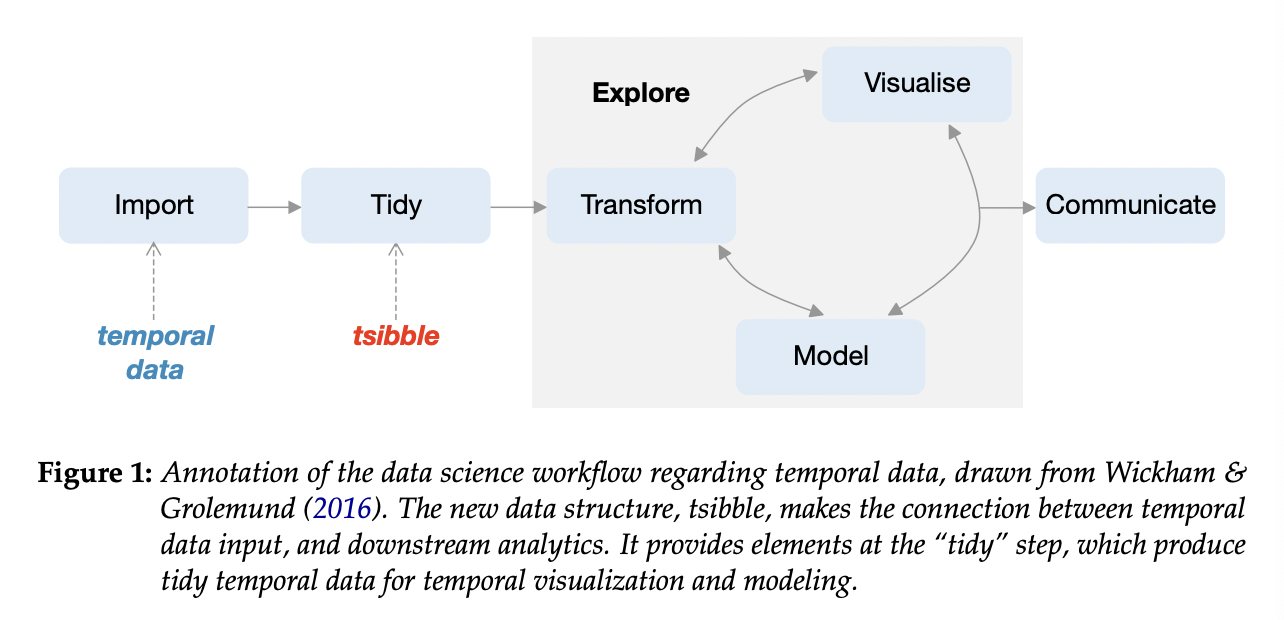 Explore
Visualise
Import
Tidy
Transform
Communicate
temporal
data
tsibble
Model
Figure 1: Annotation of the data science workflow regarding temporal data, drawn from Wickham &
Grolemund (2016). The new data structure, tsibble, makes the connection between temporal
data input, and downstream analytics. It provides elements at the “tidy” step, which produce
tidy temporal data for temporal visualization and modeling.